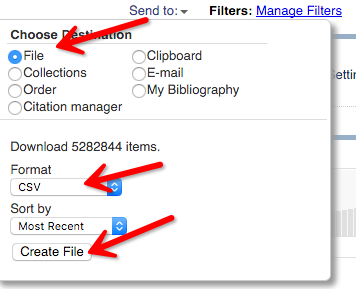 Send to: Filters: Manage Filters
Choose Destination
File Clipboard
Collections E-mail
Order My Bibliography
Citation manager
Download 5282844 items.
Format
CSV
Sort by
Most Recent
Create File